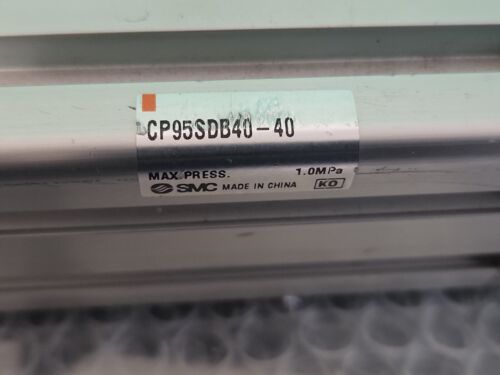 CP95SDB40-40
MAX.PRESS. 1.0MPa
SMC MADE IN CHINA KO